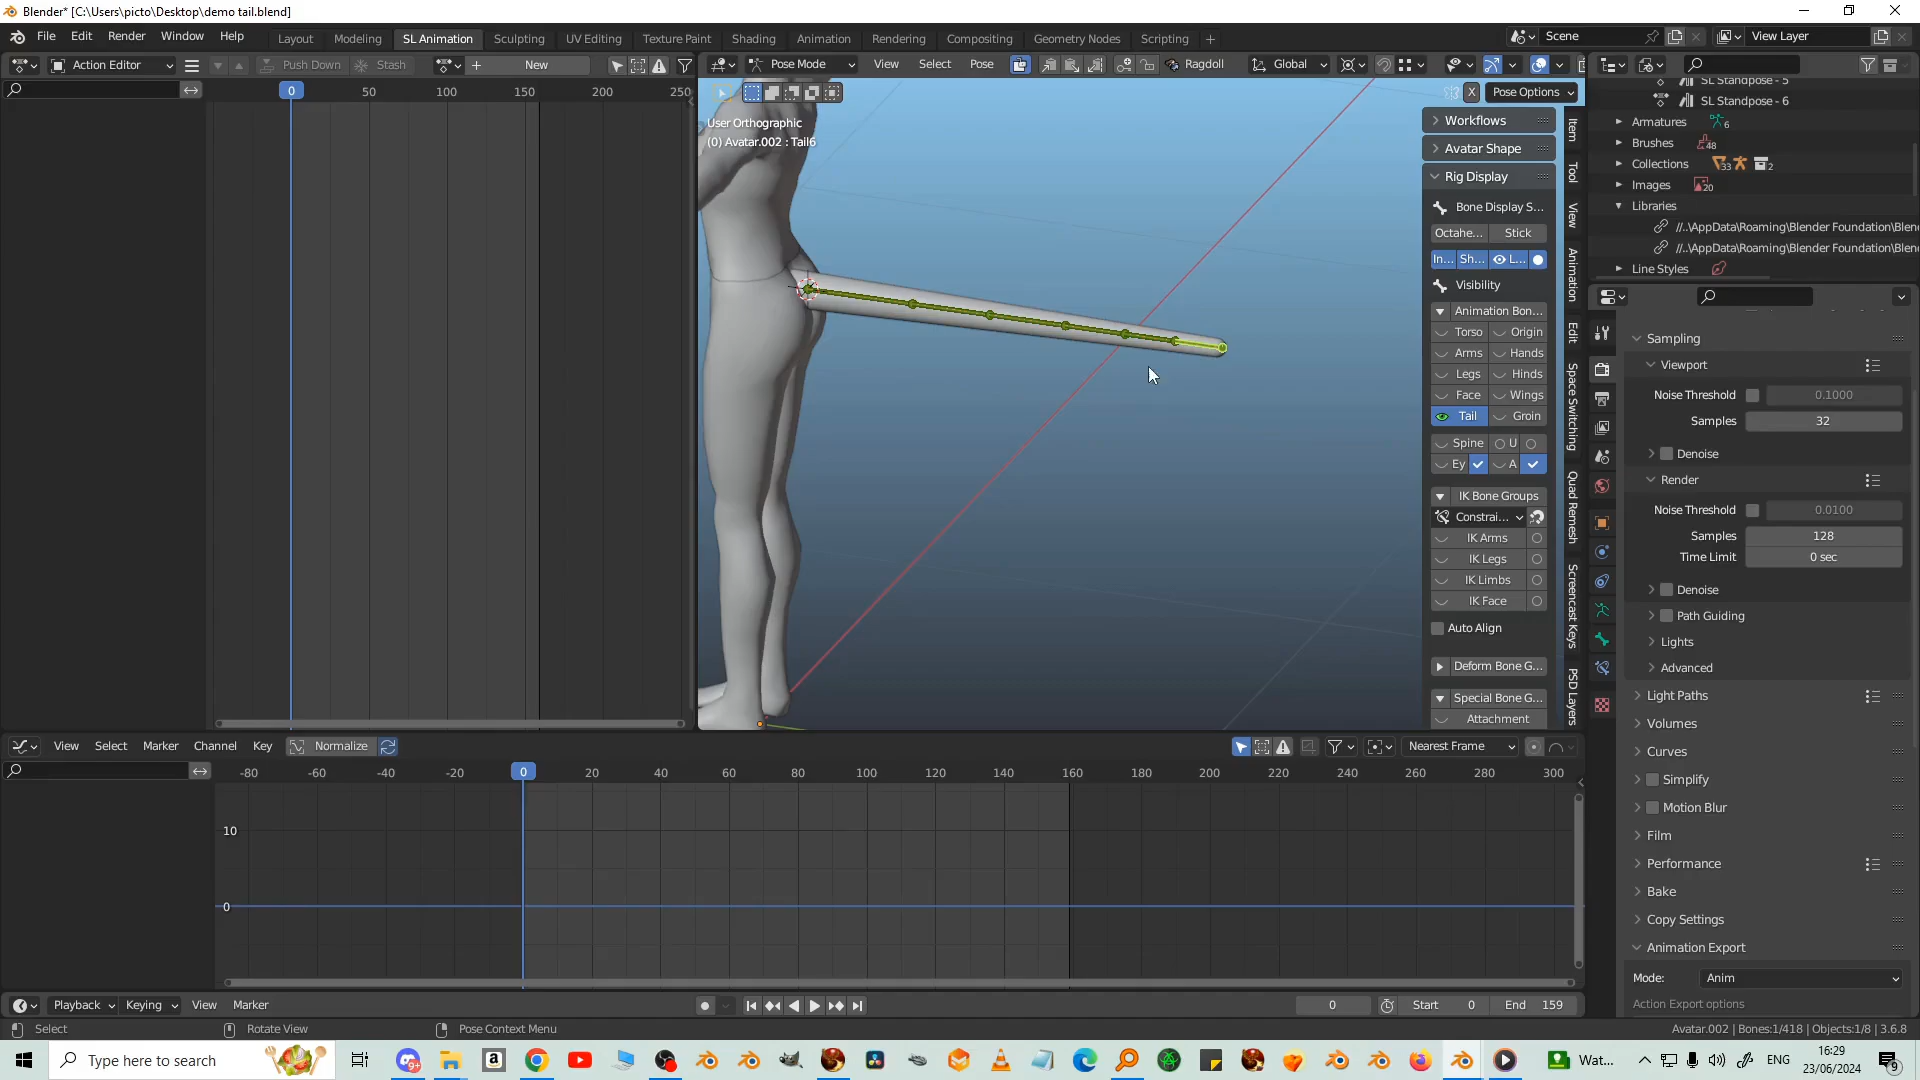 Blender* [C:\Users\picto\Desktop\demo tail.blend]
File Edit Render Window Help
Layout Modeling SL Animation Sculpting UV Editing Texture Paint Shading Animation Rendering Compositing Geometry Nodes Scripting
Scene View Layer
Action Editor Push Down Stash New
Pose Mode View Select Pose Ragdoll Global
0 50 100 150 200 250
User Orthographic
(0) Avatar.002 : Tail6
X Pose Options
Workflows
Avatar Shape
Rig Display
Bone Display S...
Octahe... Stick
In... Sh... L...
Visibility
Animation Bon...
Torso Origin
Arms Hands
Legs Hinds
Face Wings
Tail Groin
Spine U
Ey A
IK Bone Groups
Constrai...
IK Arms
IK Legs
IK Limbs
IK Face
Auto Align
Deform Bone G...
Special Bone G...
Attachment
Item
Tool
View
Animation
Edit
Space Switching
Quad Remesh
Screencast Keys
PSD Layers
SL Standpose - 5
SL Standpose - 6
Armatures 6
Brushes 48
Collections 33 2
Images 20
Libraries
//..\AppData\Roaming\Blender Foundation\Blen
//..\AppData\Roaming\Blender Foundation\Blen
Line Styles
Sampling
Viewport
Noise Threshold 0.1000
Samples 32
Denoise
Render
Noise Threshold 0.0100
Samples 128
Time Limit 0 sec
Denoise
Path Guiding
Lights
Advanced
Light Paths
Volumes
Curves
Simplify
Motion Blur
Film
Performance
Bake
Copy Settings
Animation Export
Mode: Anim
Action Export options
View Select Marker Channel Key Normalize Nearest Frame
-80 -60 -40 -20 0 20 40 60 80 100 120 140 160 180 200 220 240 260 280 300
10
0
Playback Keying View Marker 0 Start 0 End 159
Select Rotate View Pose Context Menu Avatar.002 | Bones:1/418 | Objects:1/8 | 3.6.8
Type here to search
Wat... ENG
16:29
23/06/2024